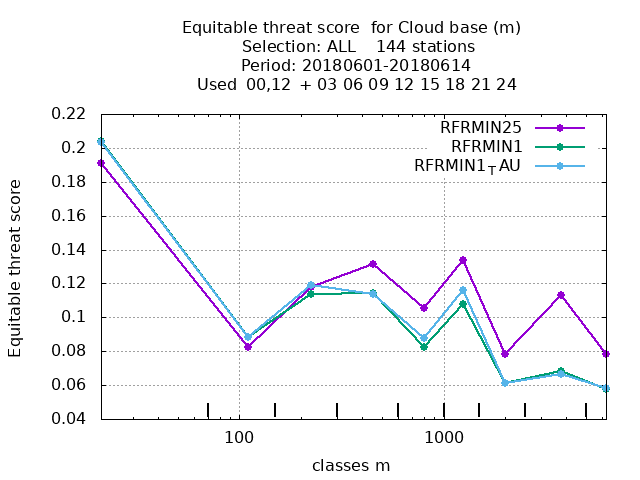 Equitable threat score  for Cloud base (m)
Selection: ALL    144 stations
Period: 20180601-20180614
Used  00,12  + 03 06 09 12 15 18 21 24
RFRMIN25
RFRMIN1
RFRMIN1TAU
Equitable threat score
0.22
0.2
0.18
0.16
0.14
0.12
0.1
0.08
0.06
0.04
100
1000
classes m